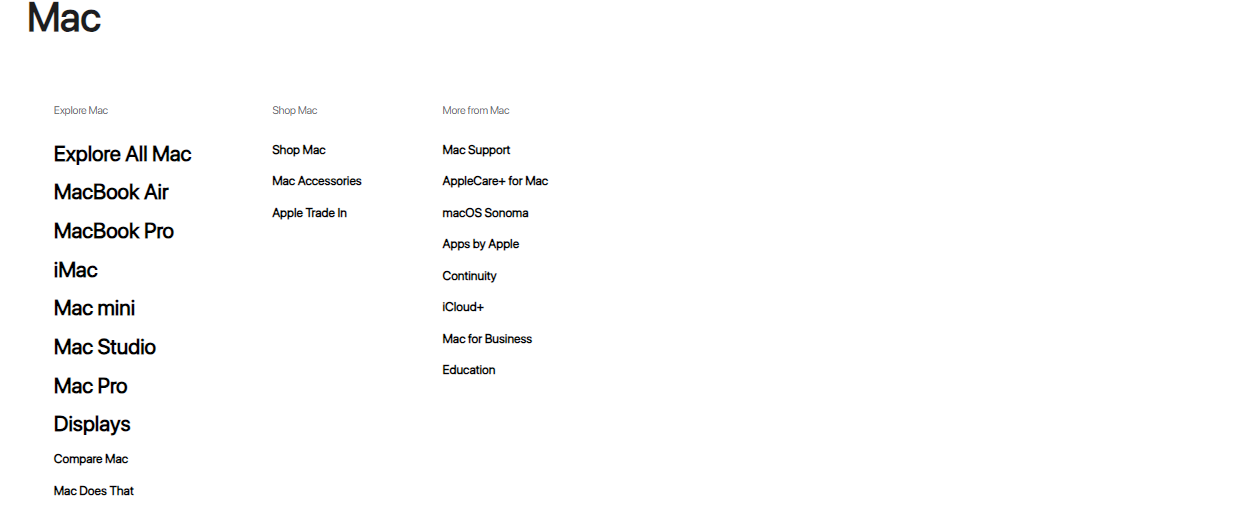 Mac
Explore Mac
Explore All Mac
MacBook Air
MacBook Pro
iMac
Mac mini
Mac Studio
Mac Pro
Displays
Compare Mac
Mac Does That
Shop Mac
Shop Mac
Mac Accessories
Apple Trade In
More from Mac
Mac Support
AppleCare+ for Mac
macOS Sonoma
Apps by Apple
Continuity
iCloud+
Mac for Business
Education